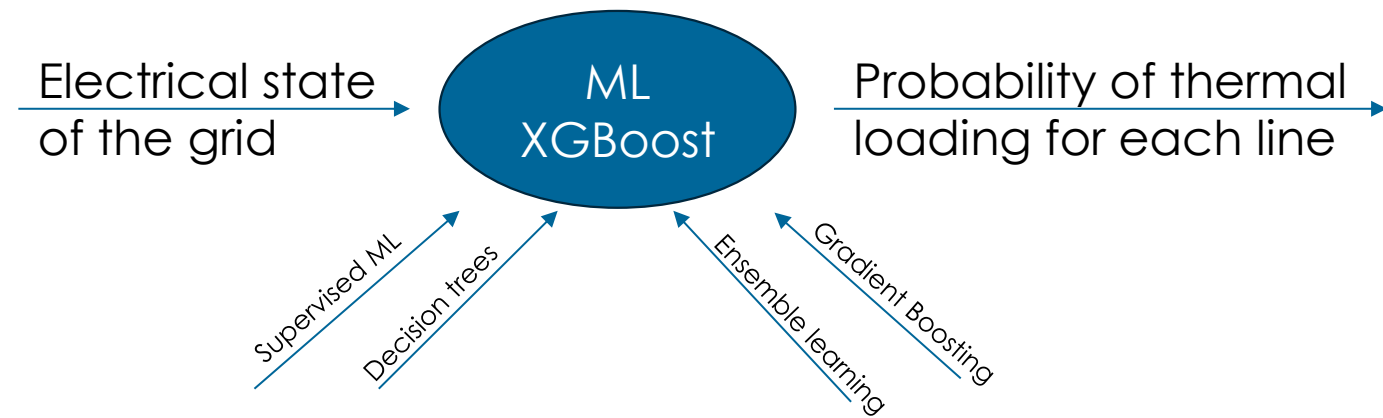 Electrical state
of the grid
ML
XGBoost
Probability of thermal
loading for each line
Supervised ML
Decision trees
Ensemble learning
Gradient Boosting